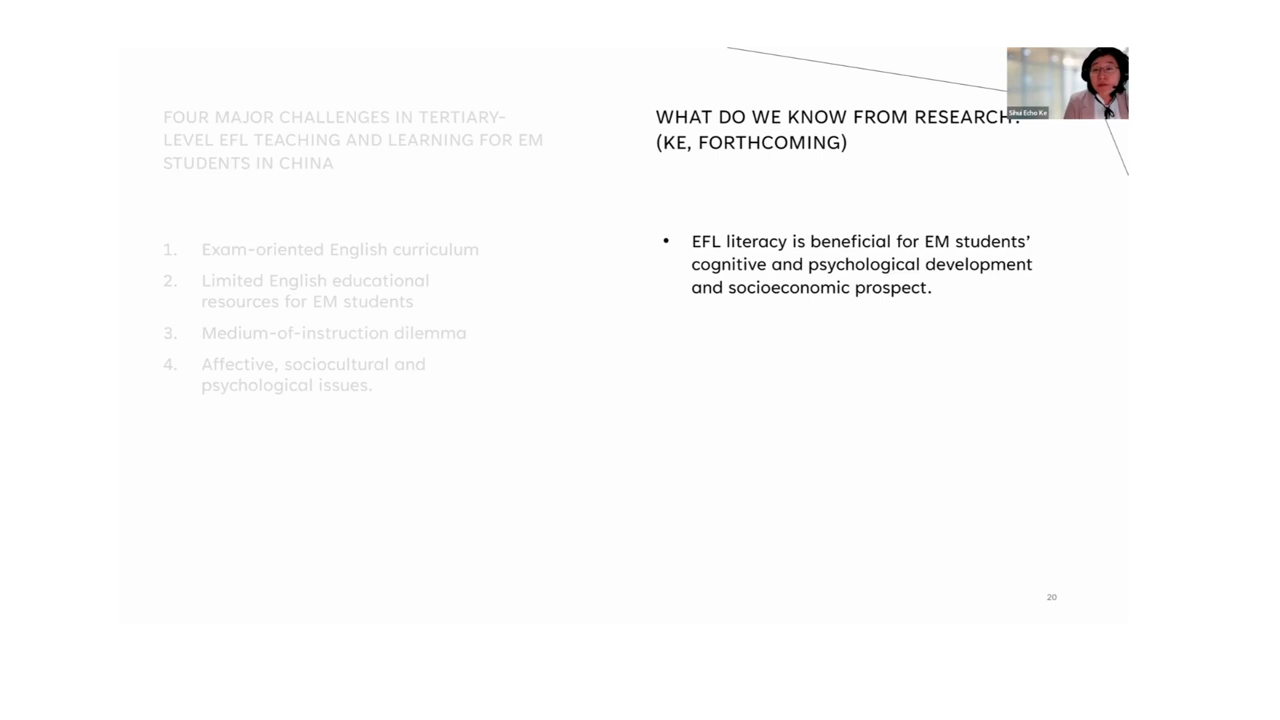 FOUR MAJOR CHALLENGES IN TERTIARY-
LEVEL EFL TEACHING AND LEARNING FOR EM
STUDENTS IN CHINA
1. Exam-oriented English curriculum
2. Limited English educational
resources for EM students
3. Medium-of-instruction dilemma
4. Affective, sociocultural and
psychological issues.
WHAT DO WE KNOW FROM RESEARCH?
(KE, FORTHCOMING)
• EFL literacy is beneficial for EM students’
cognitive and psychological development
and socioeconomic prospect.
Sihui Echo Ke
20